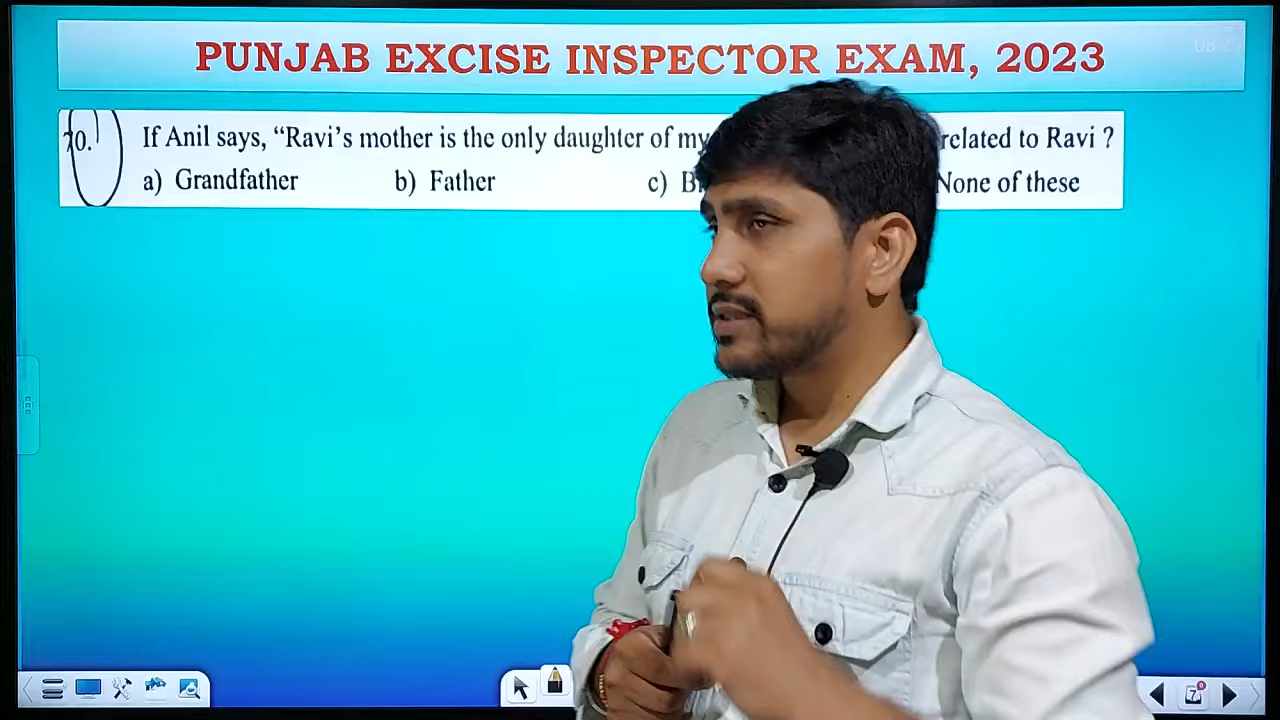 PUNJAB EXCISE INSPECTOR EXAM, 2023
70. If Anil says, “Ravi’s mother is the only daughter of my related to Ravi ?
a) Grandfather b) Father c) None of these